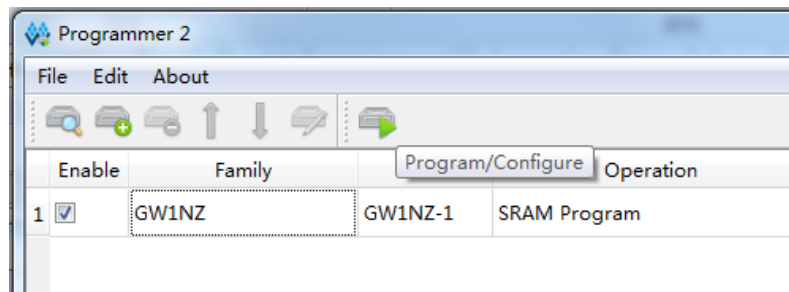 Programmer 2
File Edit About
Program/Configure
Enable Family Operation
1 GW1NZ GW1NZ-1 SRAM Program